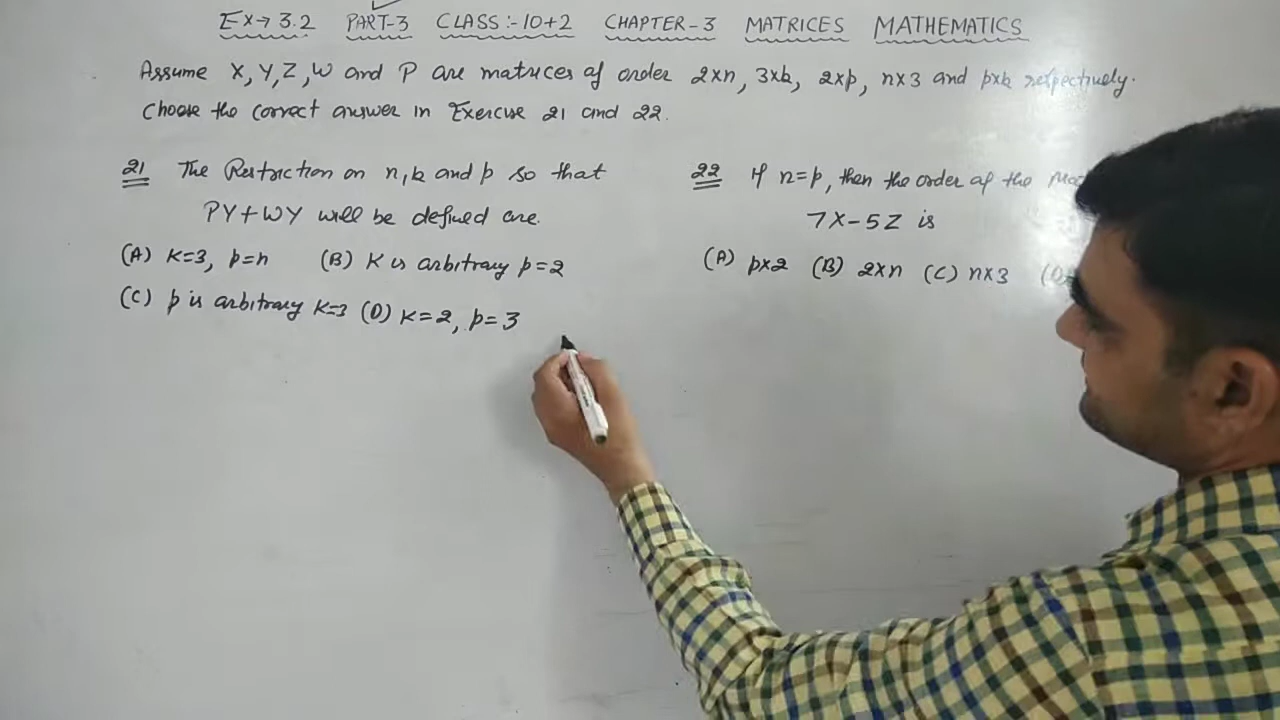 Ex→3.2 PART-3 CLASS:-10+2 CHAPTER-3 MATRICES MATHEMATICS
Assume X,Y,Z,W and P are matrices of order 2×n, 3×k, 2×p, n×3 and p×k respectively.
Choose the correct answer in Exercise 21 and 22.
21 The Restriction on n,k and p so that
PY+WY will be defined are.
(A) K=3, p=n (B) K is arbitrary p=2
(C) p is arbitrary K=3 (D) K=2, p=3
22 If n=p, then the order of the
7X-5Z is
(A) p×2 (B) 2×n (C) n×3